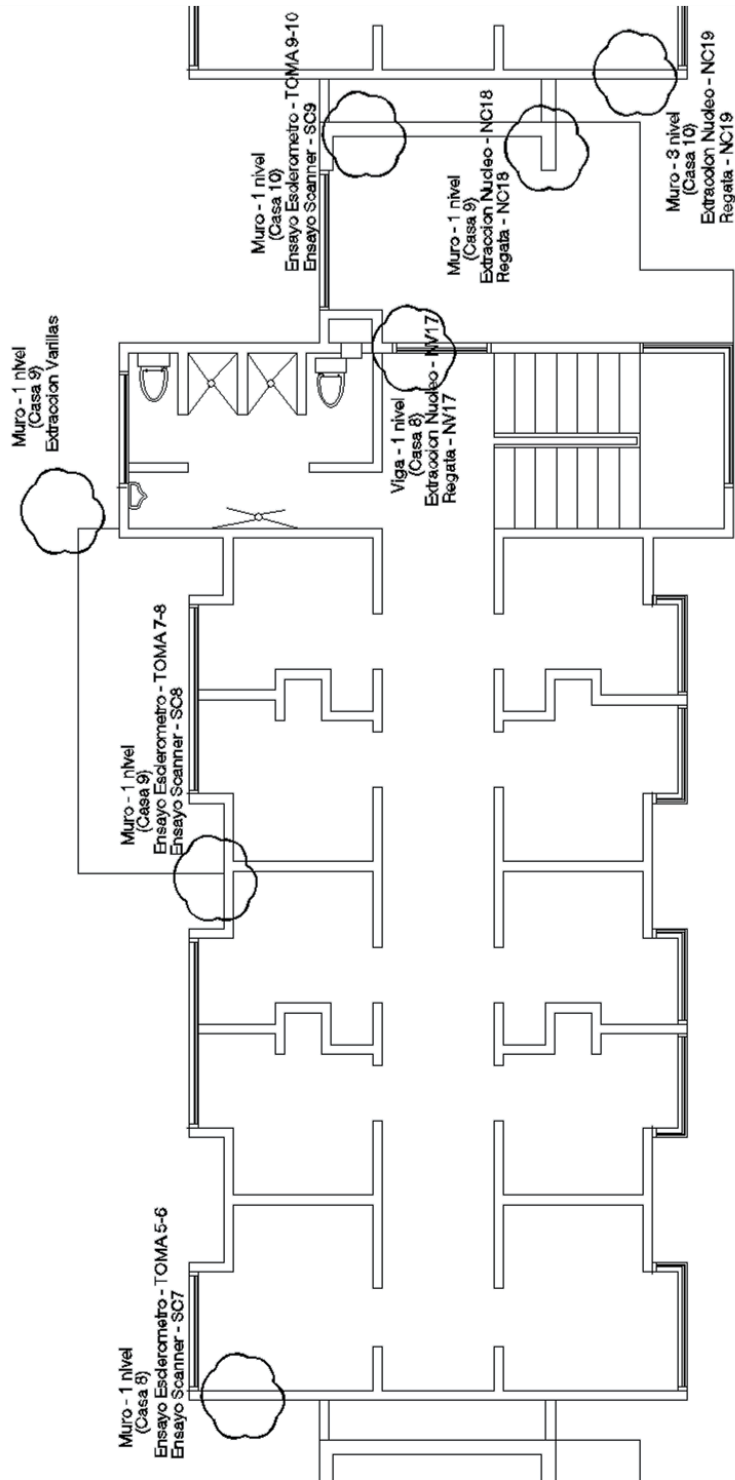 Muro - 1 nivel
(Casa 8)
Ensayo Esclerometro - TOMA 5-6
Ensayo Scanner - SC7
Muro - 1 nivel
(Casa 9)
Ensayo Esclerometro - TOMA 7-8
Ensayo Scanner - SC8
Muro - 1 nivel
(Casa 9)
Extraccion Varillas
Viga - 1 nivel
(Casa 8)
Extraccion Nucleo - NV17
Regata - NV17
Muro - 1 nivel
(Casa 10)
Ensayo Esclerometro - TOMA 9-10
Ensayo Scanner - SC9
Muro - 1 nivel
(Casa 9)
Extraccion Nucleo - NC18
Regata - NC18
Muro - 3 nivel
(Casa 10)
Extraccion Nucleo - NC19
Regata - NC19